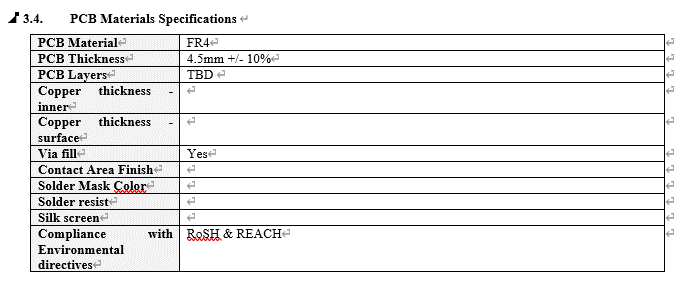 3.4. PCB Materials Specifications
PCB Material
FR4
PCB Thickness
4.5mm +/- 10%
PCB Layers
TBD
Copper thickness -
inner
Copper thickness -
surface
Via fill
Yes
Contact Area Finish
Solder Mask Color
Solder resist
Silk screen
Compliance with
Environmental
directives
RoSH & REACH